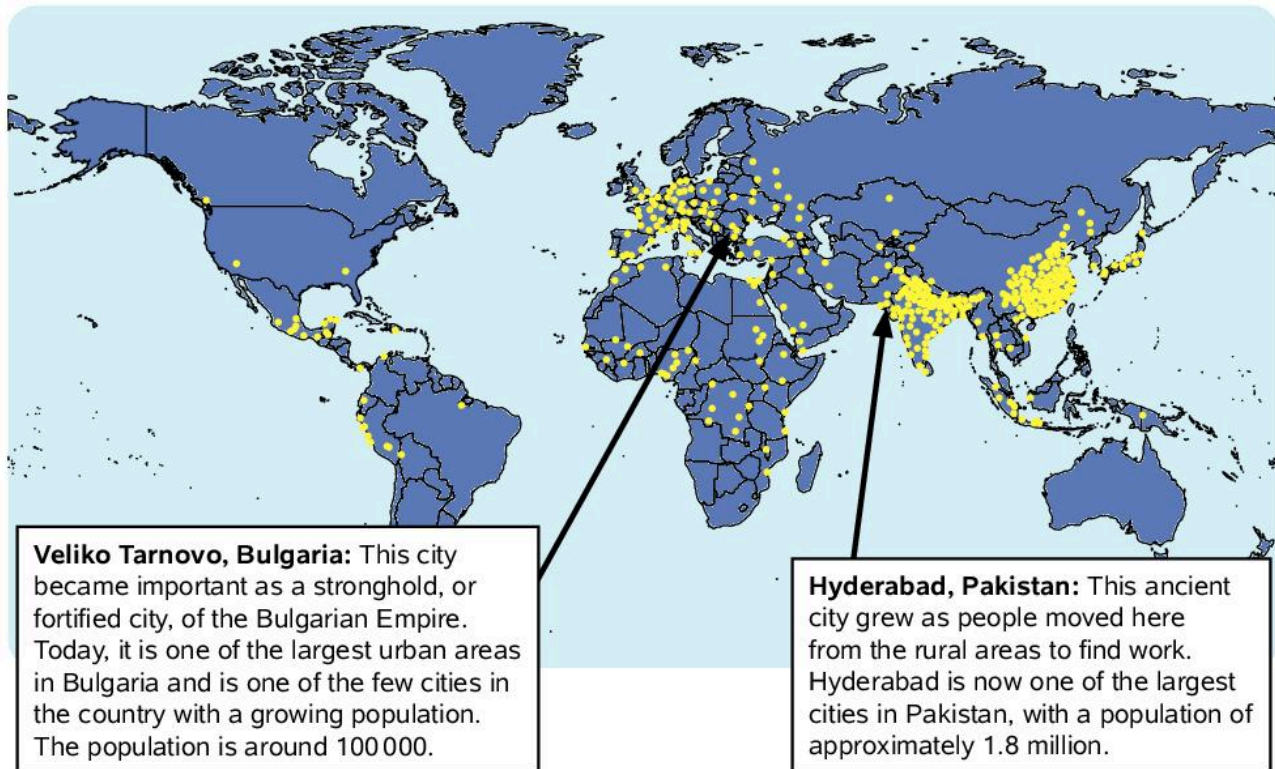 Veliko Tarnovo, Bulgaria: This city
became important as a stronghold, or
fortified city, of the Bulgarian Empire.
Today, it is one of the largest urban areas
in Bulgaria and is one of the few cities in
the country with a growing population.
The population is around 100 000.
Hyderabad, Pakistan: This ancient
city grew as people moved here
from the rural areas to find work.
Hyderabad is now one of the largest
cities in Pakistan, with a population of
approximately 1.8 million.